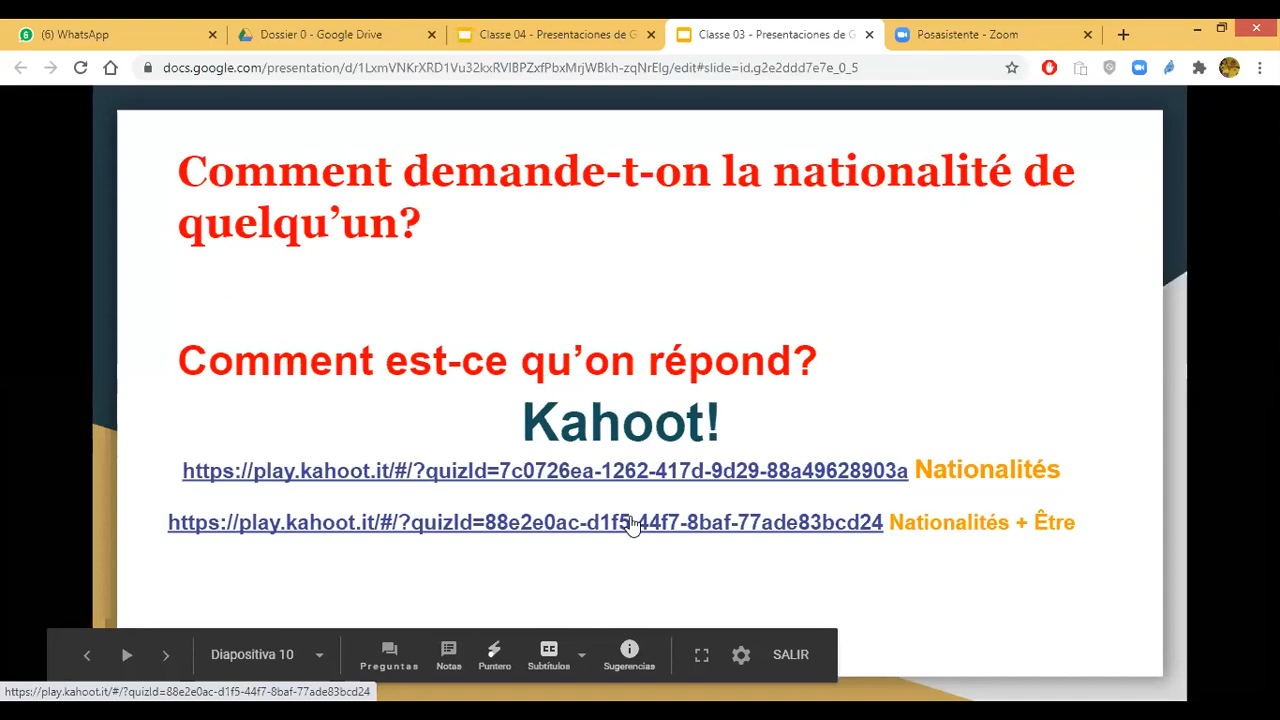 (6) WhatsApp
Dossier 0 - Google Drive
Classe 04 - Presentaciones de G
Classe 03 - Presentaciones de G
Posasistente - Zoom
docs.google.com/presentation/d/1LxmVNKrXRD1Vu32kxRVlBPZxfPbxMrjWBkh-zqNrElg/edit#slide=id.g2e2ddd7e7e_0_5
Comment demande-t-on la nationalité de
quelqu’un?
Comment est-ce qu’on répond?
Kahoot!
https://play.kahoot.it/#/?quizId=7c0726ea-1262-417d-9d29-88a49628903a Nationalités
https://play.kahoot.it/#/?quizId=88e2e0ac-d1f5-44f7-8baf-77ade83bcd24 Nationalités + Être
Diapositiva 10
Preguntas
Notas
Puntero
CC
Subtítulos
Sugerencias
SALIR
https://play.kahoot.it/#/?quizId=88e2e0ac-d1f5-44f7-8baf-77ade83bcd24